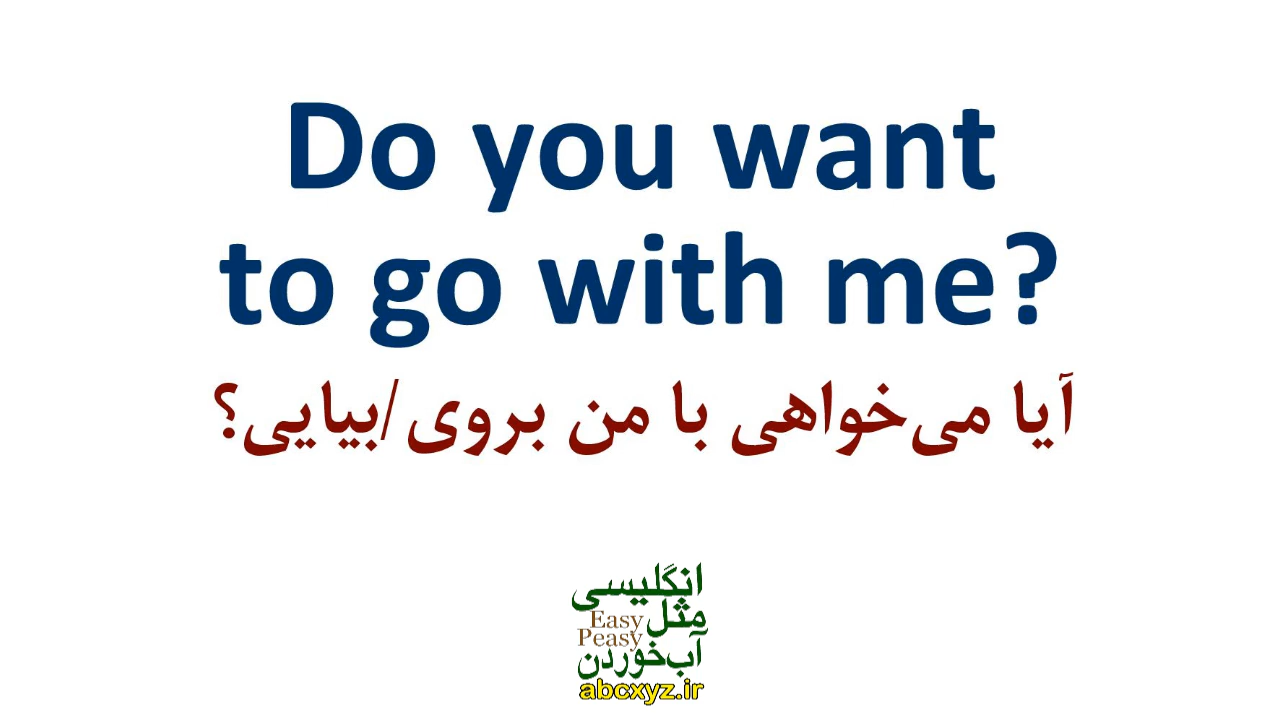 Do you want
to go with me?
آیا می‌خواهی با من بروی/بیایی؟
انگلیسی
مثل
Easy
Peasy
آب‌خوردن
abcxyz.ir